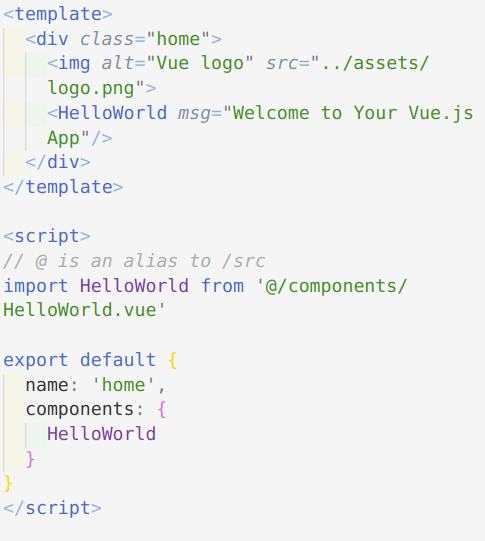 <template>
  <div class="home">
    <img alt="Vue logo" src="../assets/
    logo.png">
    <HelloWorld msg="Welcome to Your Vue.js
    App"/>
  </div>
</template>

<script>
// @ is an alias to /src
import HelloWorld from '@/components/
HelloWorld.vue'

export default {
  name: 'home',
  components: {
    HelloWorld
  }
}
</script>